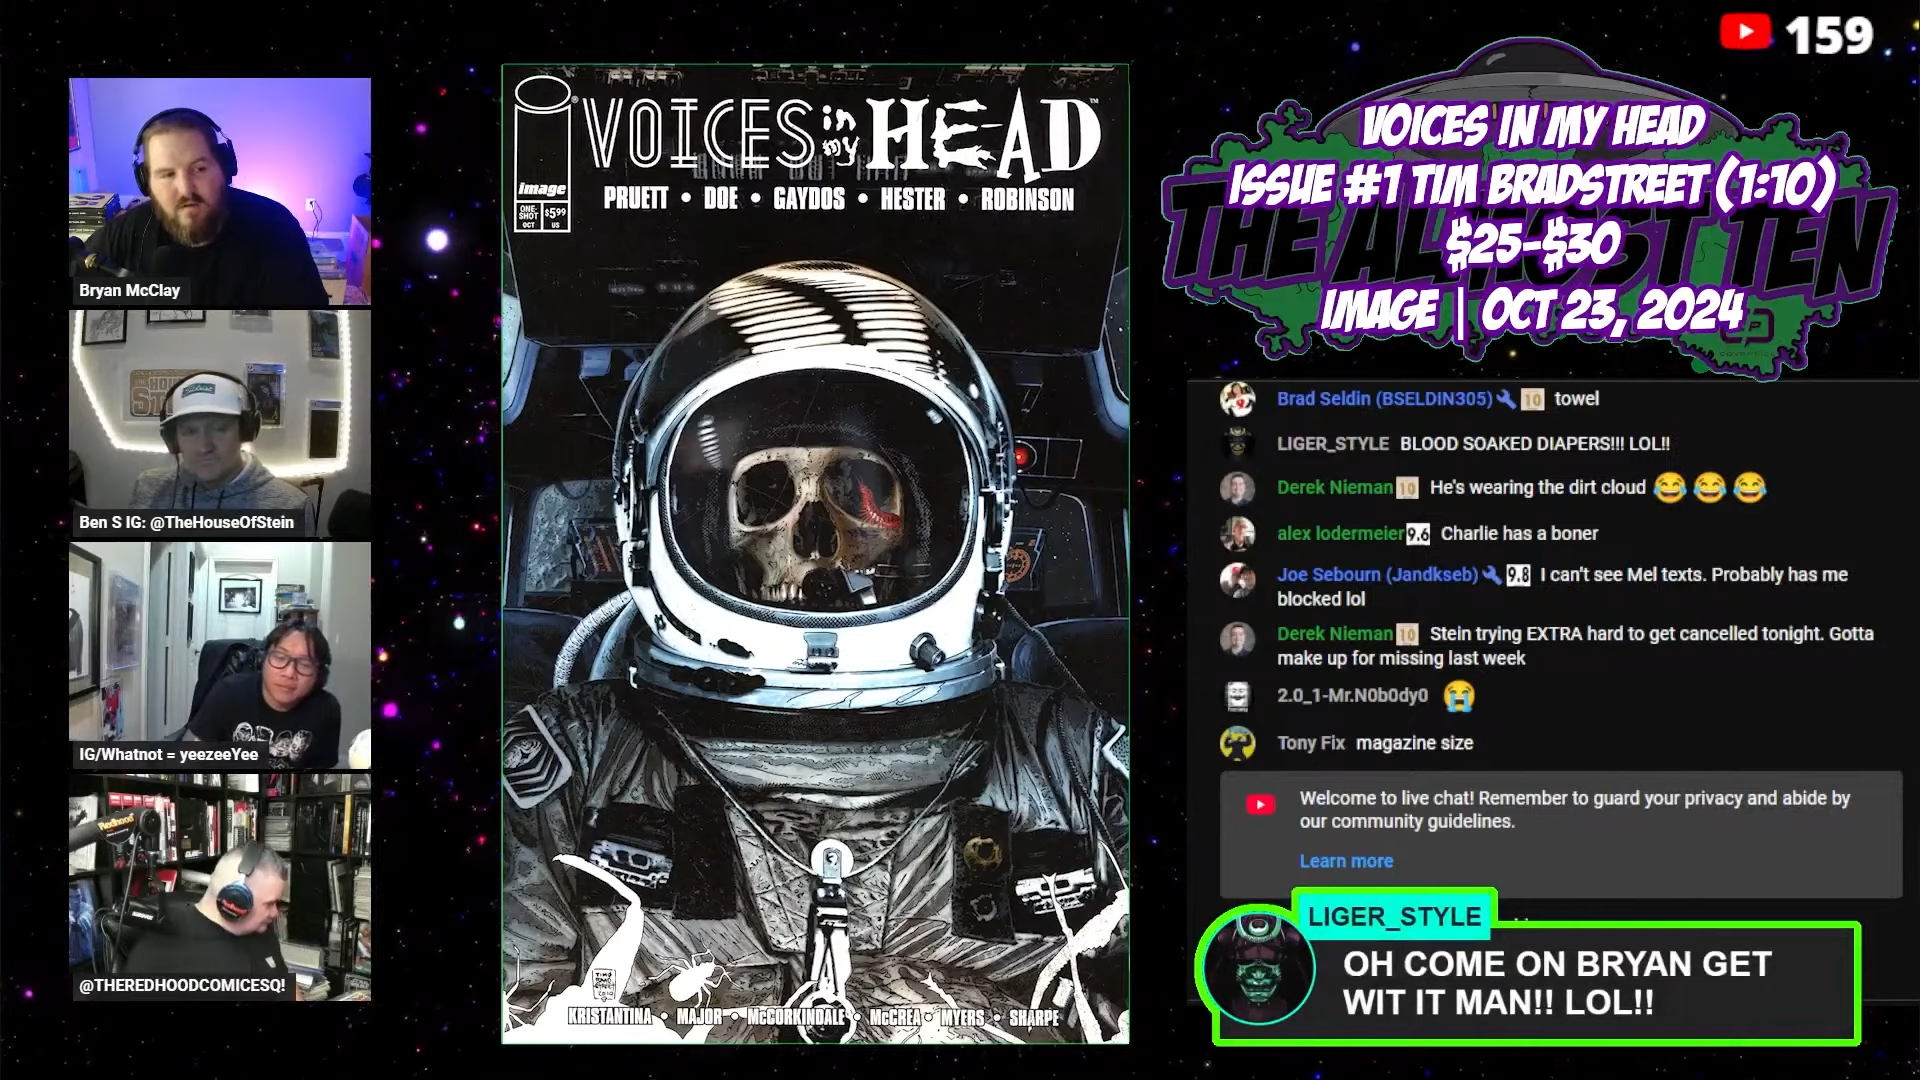 159
Bryan McClay
Ben S IG: @TheHouseOfStein
IG/Whatnot = yeezeeYee
Redhood
@THEREDHOODCOMICESQ!
VOICES in my HEAD
image
ONE-SHOT OCT
$5.99 US
PRUETT • DOE • GAYDOS • HESTER • ROBINSON
KRISTANTINA • MAJOR • McCORKINDALE • McCREA • MYERS • SHARPE
THE ALMOST TEN
VOICES IN MY HEAD
ISSUE #1 TIM BRADSTREET (1:10)
$25-$30
IMAGE | OCT 23, 2024
Brad Seldin (BSELDIN305) 10 towel
LIGER_STYLE BLOOD SOAKED DIAPERS!!! LOL!!
Derek Nieman 10 He's wearing the dirt cloud 😂 😂 😂
alex lodermeier 9.6 Charlie has a boner
Joe Sebourn (Jandkseb) 9.8 I can't see Mel texts. Probably has me
blocked lol
Derek Nieman 10 Stein trying EXTRA hard to get cancelled tonight. Gotta
make up for missing last week
2.0_1-Mr.N0b0dy0 😭
Tony Fix magazine size
Welcome to live chat! Remember to guard your privacy and abide by
our community guidelines.
Learn more
LIGER_STYLE
OH COME ON BRYAN GET
WIT IT MAN!! LOL!!